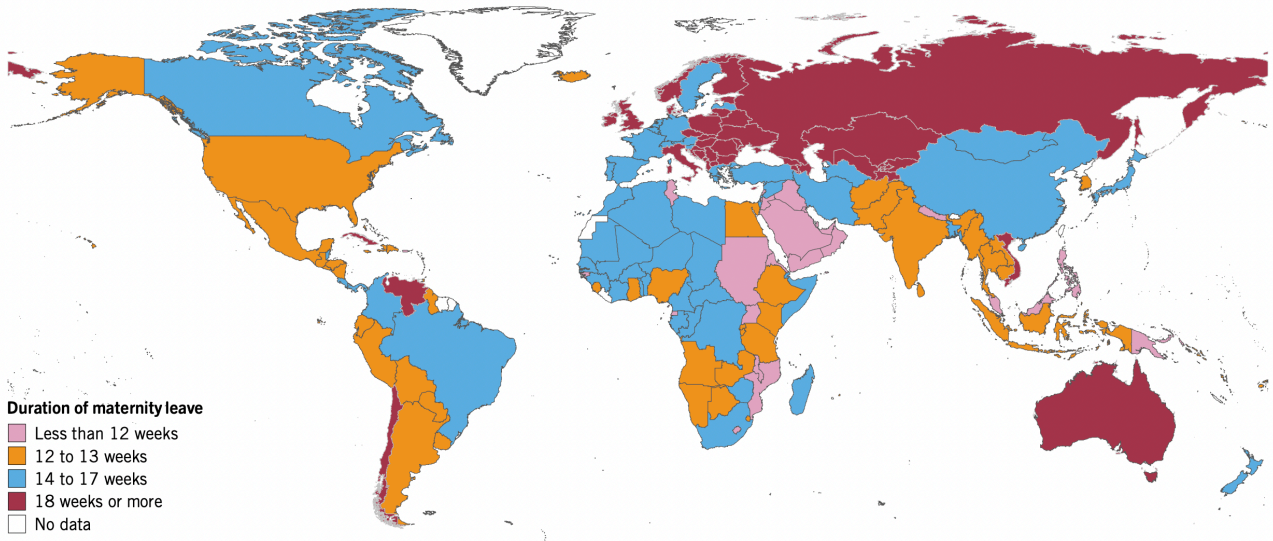 Duration of maternity leave
Less than 12 weeks
12 to 13 weeks
14 to 17 weeks
18 weeks or more
No data